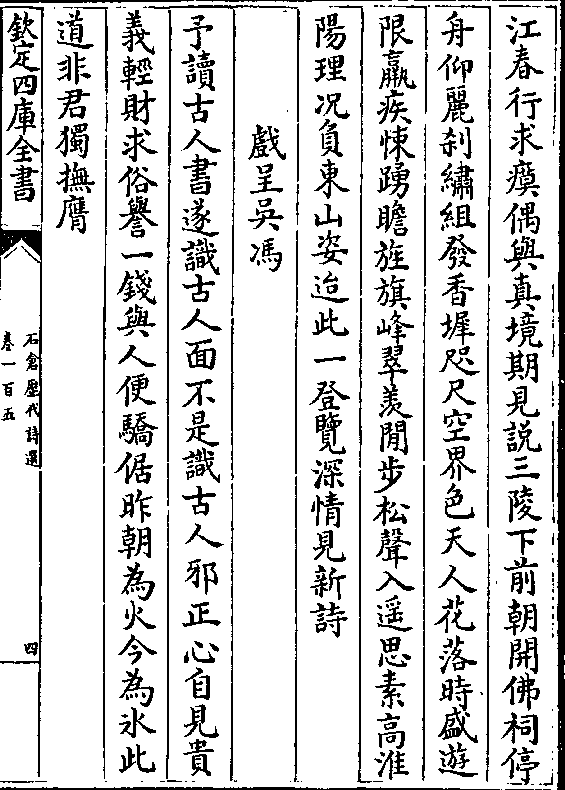 江春行求瘼偶與真境期見説三陵下前朝開佛祠停
舟仰麗刹繡組發香墀咫尺空界色天人花落時盛遊
限羸疾悚踴瞻旌旗峰翠羨閒步松聲入遥思素高淮
陽理况負東山姿迨此一登覽深情見新詩
戲呈吳馮
予讀古人書遂識古人面不是識古人邪正心自見貴
義輕財求俗譽一錢與人便驕倨昨朝為火今為氷此
道非君獨撫膺
欽定四庫全書
石倉歷代詩選
卷一百五
四